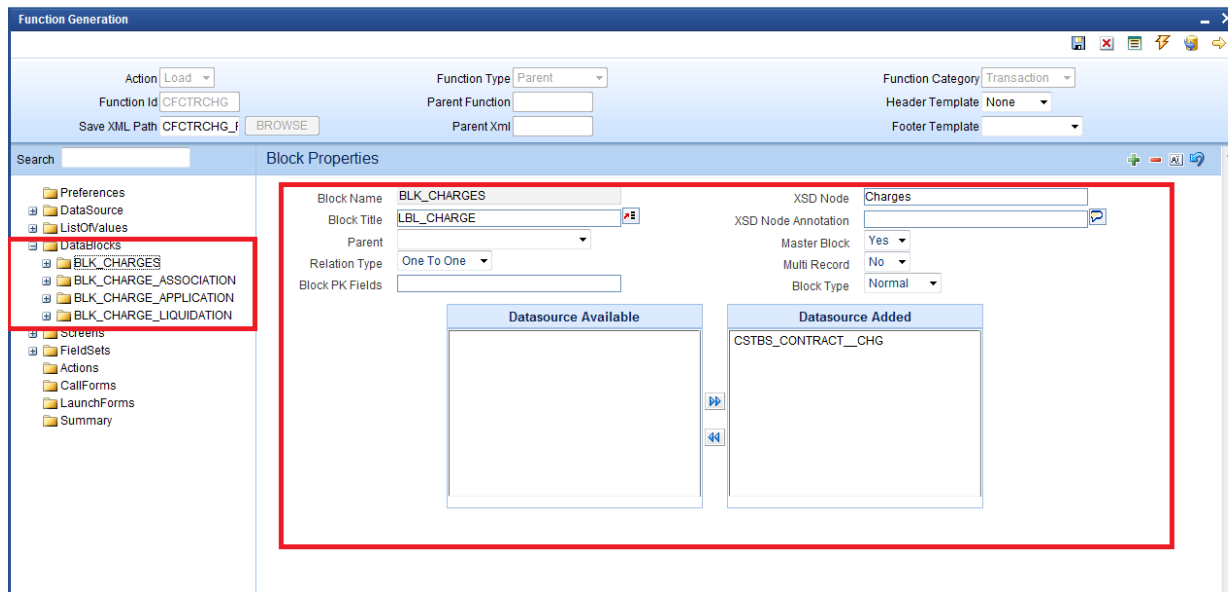 Function Generation
Action Load Function Type Parent Function Category Transaction
Function Id CFCTRCHG Parent Function Header Template None
Save XML Path CFCTRCHG_ BROWSE Parent Xml Footer Template
Search Block Properties
Preferences
DataSource
ListOfValues
DataBlocks
BLK_CHARGES
BLK_CHARGE_ASSOCIATION
BLK_CHARGE_APPLICATION
BLK_CHARGE_LIQUIDATION
Screens
FieldSets
Actions
CallForms
LaunchForms
Summary
Block Name BLK_CHARGES XSD Node Charges
Block Title LBL_CHARGE XSD Node Annotation
Parent Master Block Yes
Relation Type One To One Multi Record No
Block PK Fields Block Type Normal
Datasource Available Datasource Added
CSTBS_CONTRACT__CHG